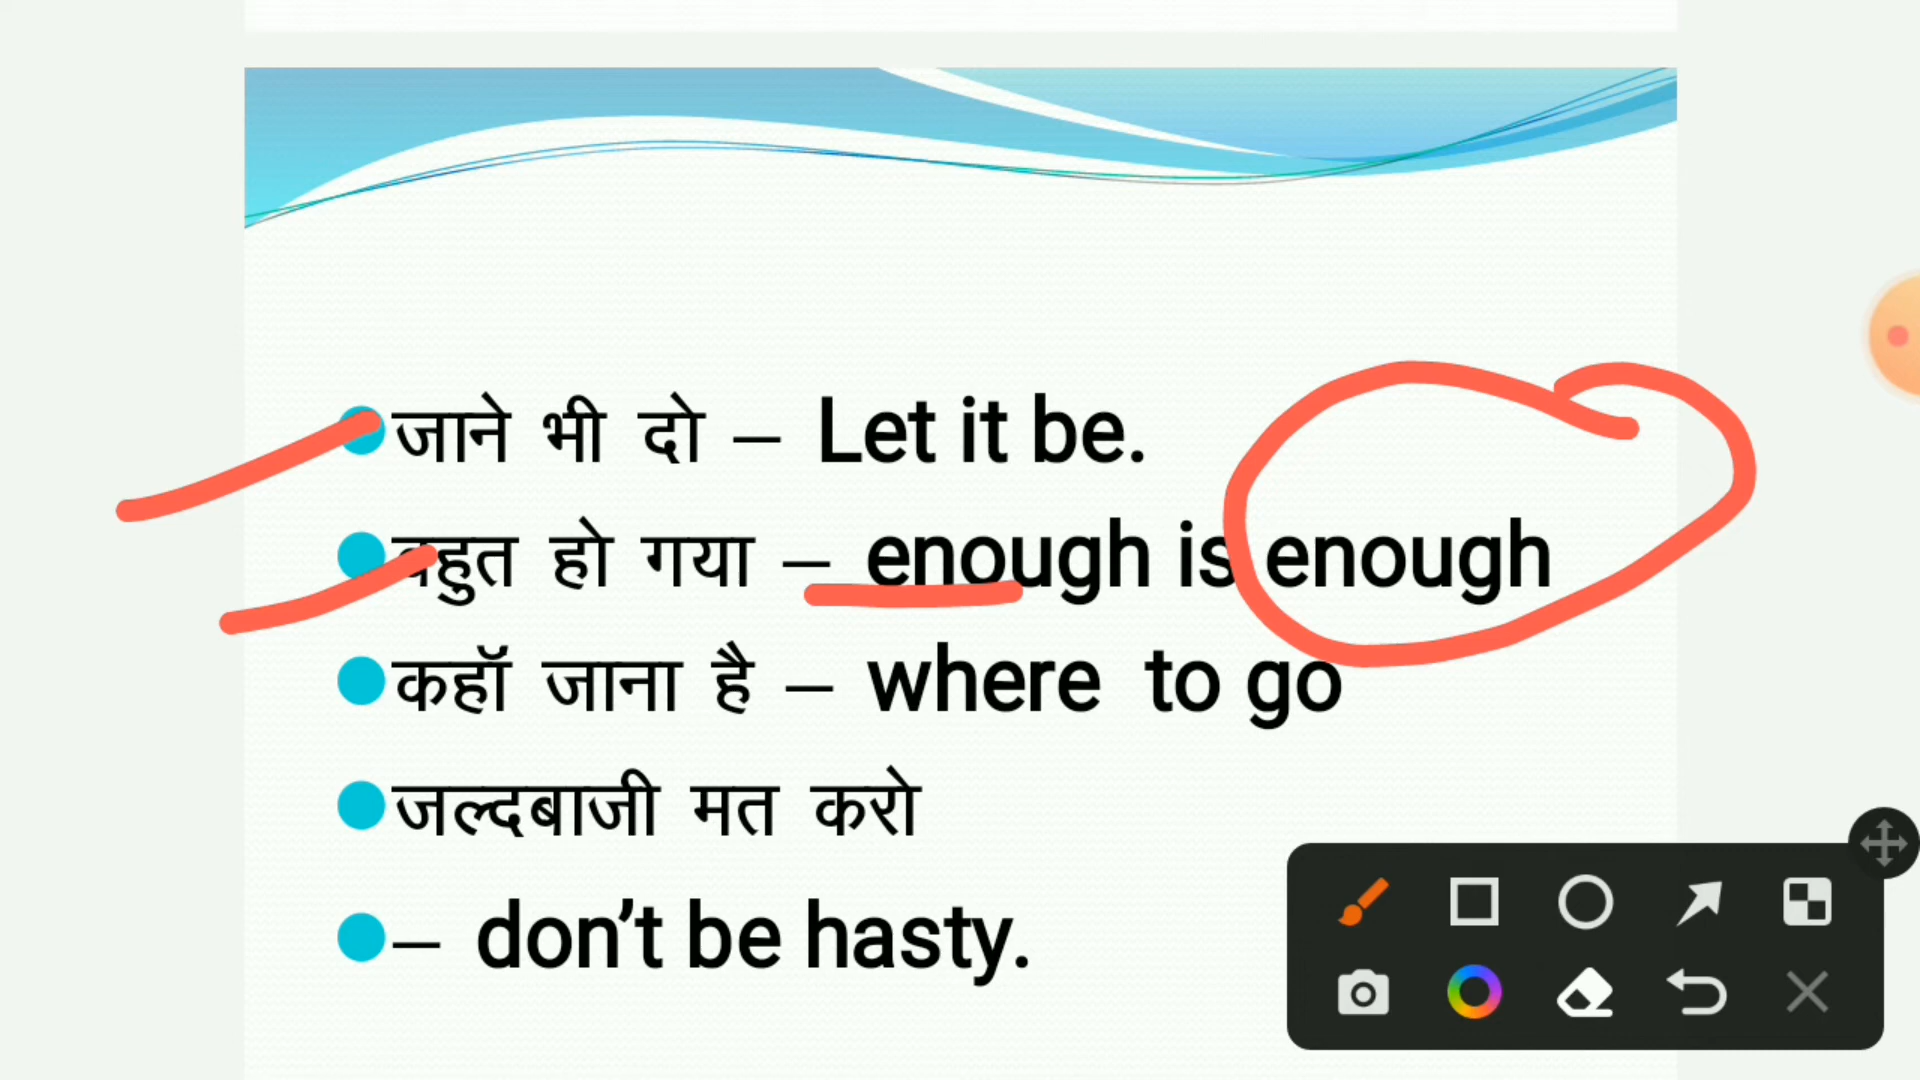 जाने भी दो – Let it be.
बहुत हो गया – enough is enough
कहॉ जाना है – where to go
जल्दबाजी मत करो
– don’t be hasty.